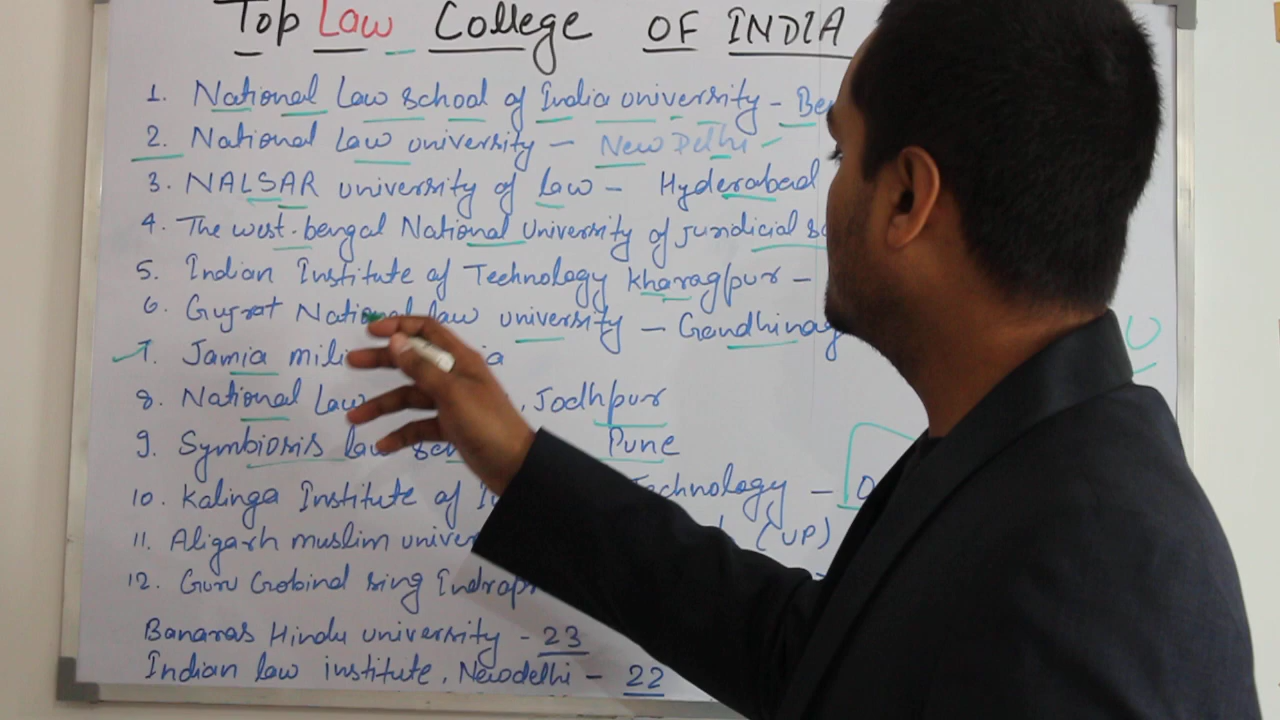 Top Law College OF INDIA
1. National Law school of India university -
2. National Law university - New Delhi
3. NALSAR university of law - Hyderabad
4. The west-bengal National University of juridicial
5. Indian Institute of Technology kharagpur -
6. Gujrat National law university -
7. Jamia
8. National Law , Jodhpur
9. Symbiosis law Pune
10. Kalinga Institute of Technology -
11. Aligarh muslim (UP)
12. Guru Gobind sing
Banaras Hindu university - 23
Indian law institute, Newdelhi - 22